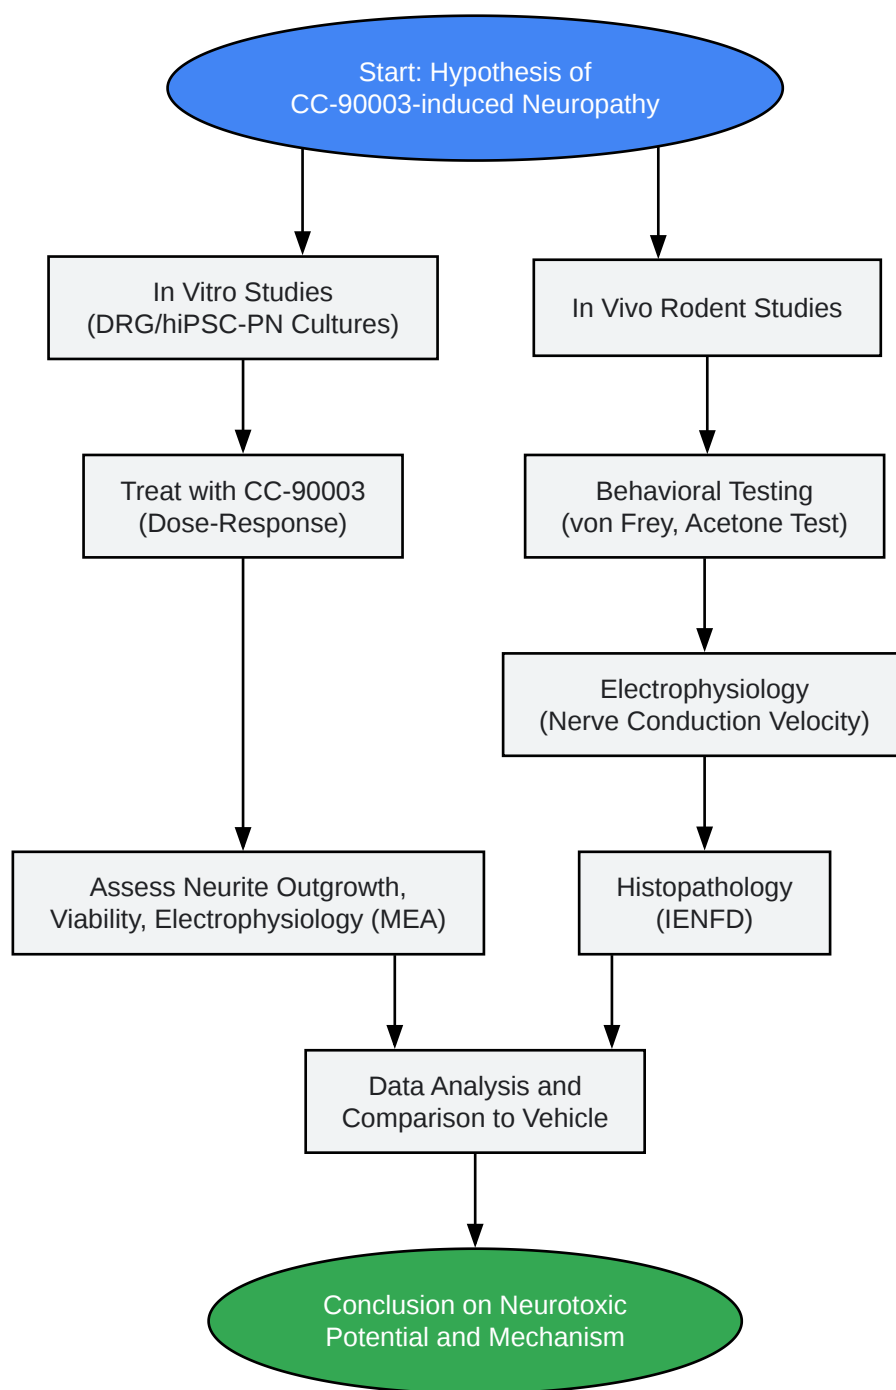 Start: Hypothesis of
CC-90003-induced Neuropathy
In Vitro Studies
(DRG/hiPSC-PN Cultures)
In Vivo Rodent Studies
Treat with CC-90003
(Dose-Response)
Behavioral Testing
(von Frey, Acetone Test)
Electrophysiology
(Nerve Conduction Velocity)
Assess Neurite Outgrowth,
Viability, Electrophysiology (MEA)
Histopathology
(IENFD)
Data Analysis and
Comparison to Vehicle
Conclusion on Neurotoxic
Potential and Mechanism